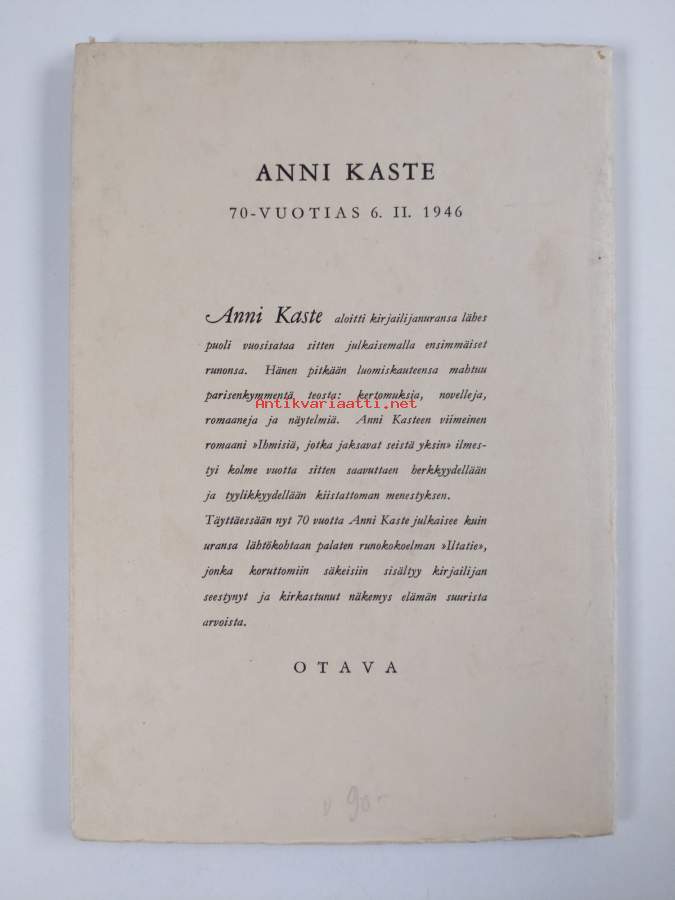 ANNI KASTE
70-VUOTIAS 6. II. 1946
Anni Kaste aloitti kirjailijanuransa lähes
puoli vuosisataa sitten julkaisemalla ensimmäiset
runonsa. Hänen pitkään luomiskauteensa mahtuu
parisenkymmentä teosta: kertomuksia, novelleja,
Antikvariaatti.net
romaaneja ja näytelmiä. Anni Kasteen viimeinen
romaani »Ihmisiä, jotka jaksavat seistä yksin» ilmes-
tyi kolme vuotta sitten saavuttaen herkkyydellään
ja tyylikkyydellään kiistattoman menestyksen.
Täyttäessään nyt 70 vuotta Anni Kaste julkaisee kuin
uransa lähtökohtaan palaten runokokoelman »Iltatie»,
jonka koruttomiin säkeisiin sisältyy kirjailijan
seestynyt ja kirkastunut näkemys elämän suurista
arvoista.
OTAVA
90-